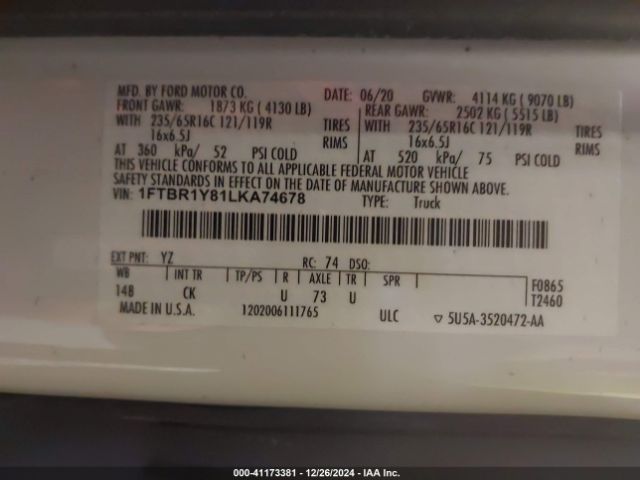 MFD. BY FORD MOTOR CO. DATE: 06/20 GVWR: 4114 KG ( 9070 LB)
FRONT GAWR: 1873 KG ( 4130 LB) REAR GAWR: 2502 KG ( 5515 LB)
WITH 235/65R16C 121/119R TIRES WITH 235/65R16C 121/119R TIRES
16x6.5J RIMS 16x6.5J RIMS
AT 360 kPa/ 52 PSI COLD AT 520 kPa/ 75 PSI COLD
THIS VEHICLE CONFORMS TO ALL APPLICABLE FEDERAL MOTOR VEHICLE
SAFETY STANDARDS IN EFFECT ON THE DATE OF MANUFACTURE SHOWN ABOVE.
VIN: 1FTBR1Y81LKA74678 TYPE: Truck
EXT PNT: YZ RC: 74 DSO:
WB INT TR TP/PS R AXLE TR SPR F0865
148 CK U 73 U T2460
MADE IN U.S.A. 1202006111765 ULC ▽ 5U5A-3520472-AA
000-41173381 - 12/26/2024 - IAA Inc.